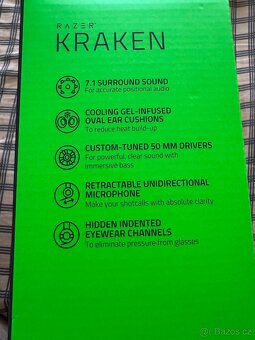 RAZER
KRAKEN
7.1 SURROUND SOUND
For accurate positional audio
COOLING GEL-INFUSED
OVAL EAR CUSHIONS
To reduce heat build-up
CUSTOM-TUNED 50 MM DRIVERS
For powerful, clear sound with
immersive bass
RETRACTABLE UNIDIRECTIONAL
MICROPHONE
Make your shotcalls with absolute clarity
HIDDEN INDENTED
EYEWEAR CHANNELS
To eliminate pressure from glasses
Bazos.cz